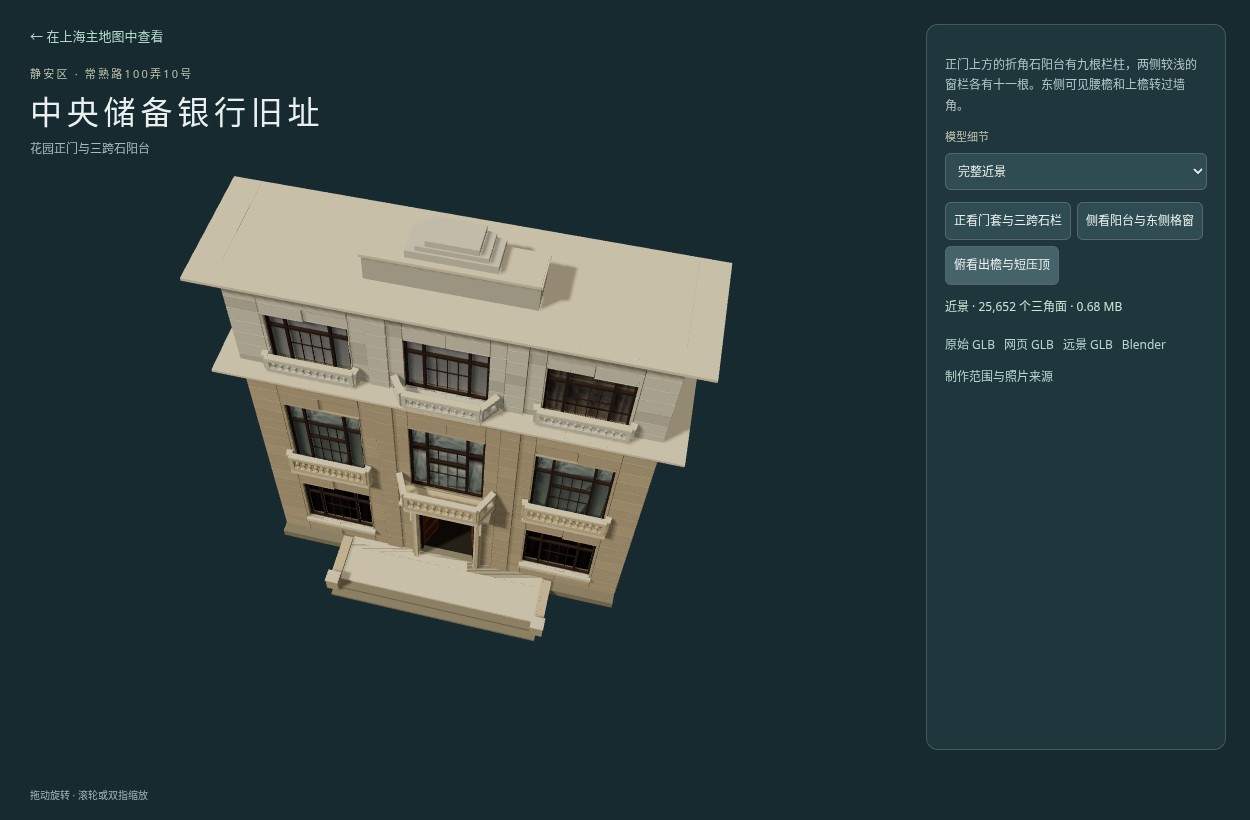 ← 在上海主地图中查看
静安区 · 常熟路100弄10号
中央储备银行旧址
花园正门与三跨石阳台
正门上方的折角石阳台有九根栏柱，两侧较浅的
窗栏各有十一根。东侧可见腰檐和上檐转过墙
角。
模型细节
完整近景
正看门套与三跨石栏 侧看阳台与东侧格窗
俯看出檐与短压顶
近景 · 25,652 个三角面 · 0.68 MB
原始 GLB 网页 GLB 远景 GLB Blender
制作范围与照片来源
拖动旋转 · 滚轮或双指缩放